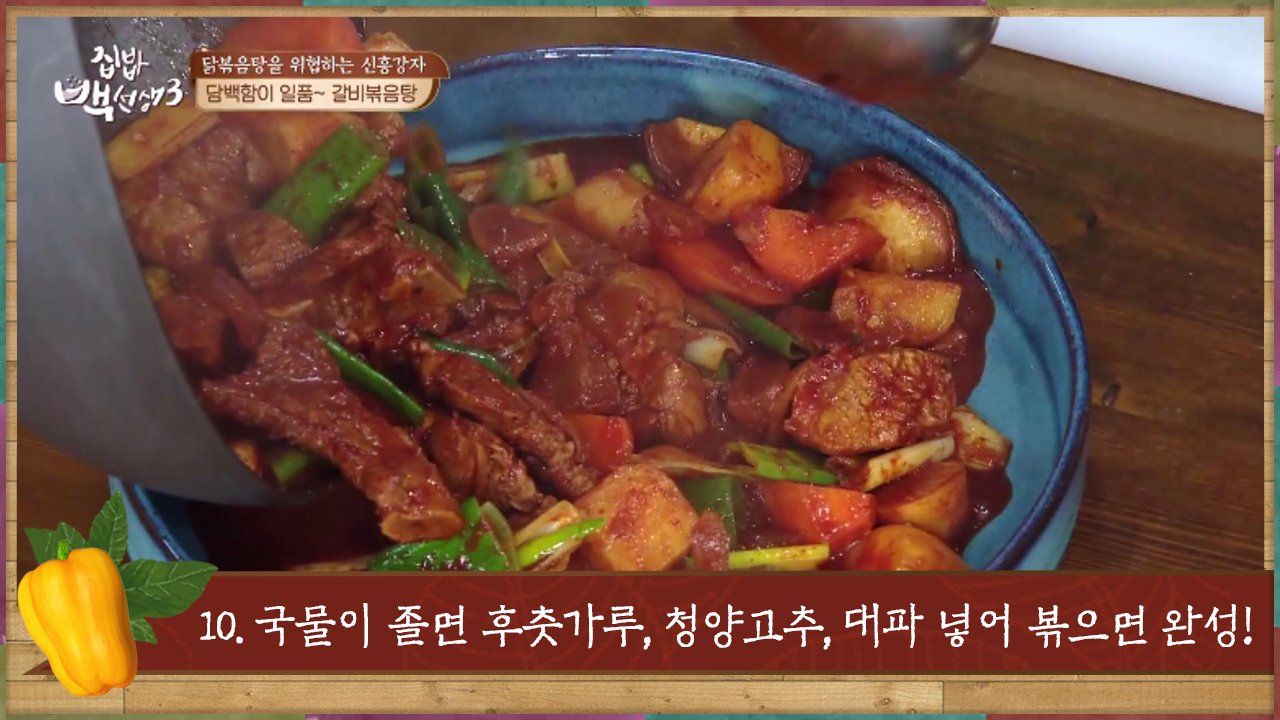 집밥
백선생3
닭볶음탕을 위협하는 신흥강자
담백함이 일품~ 갈비볶음탕
10. 국물이 졸면 후춧가루, 청양고추, 대파 넣어 볶으면 완성!